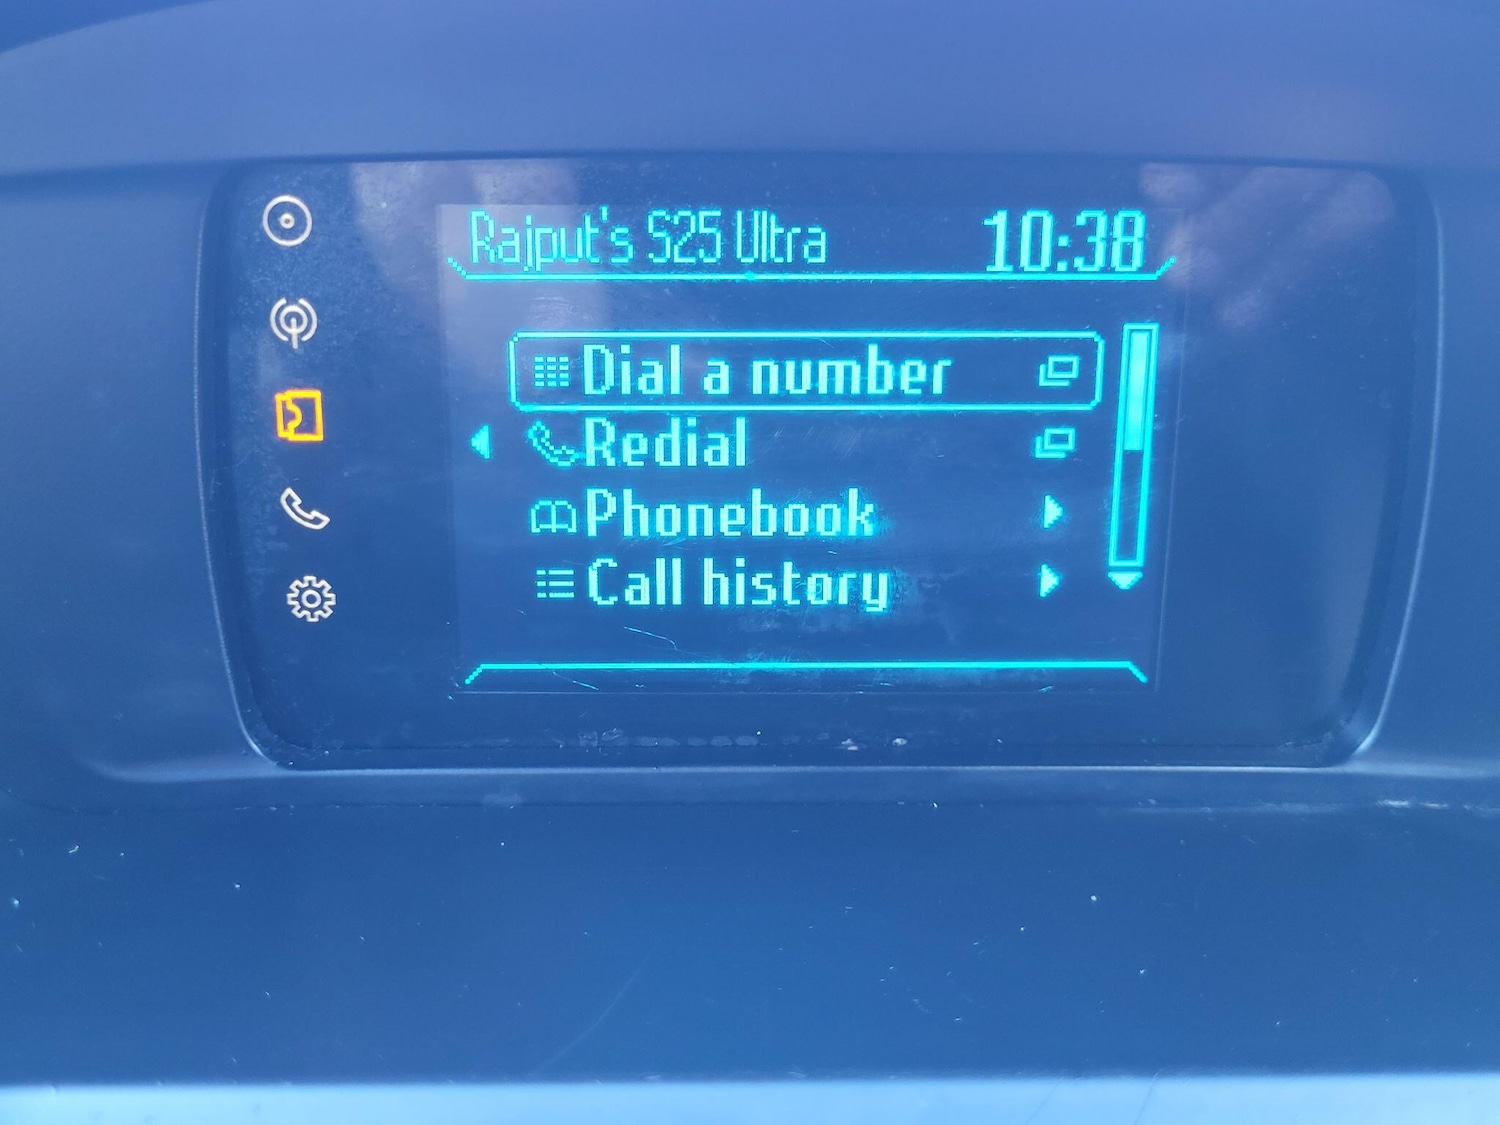 Rajput's S25 Ultra 10:38
Dial a number
Redial
Phonebook
Call history